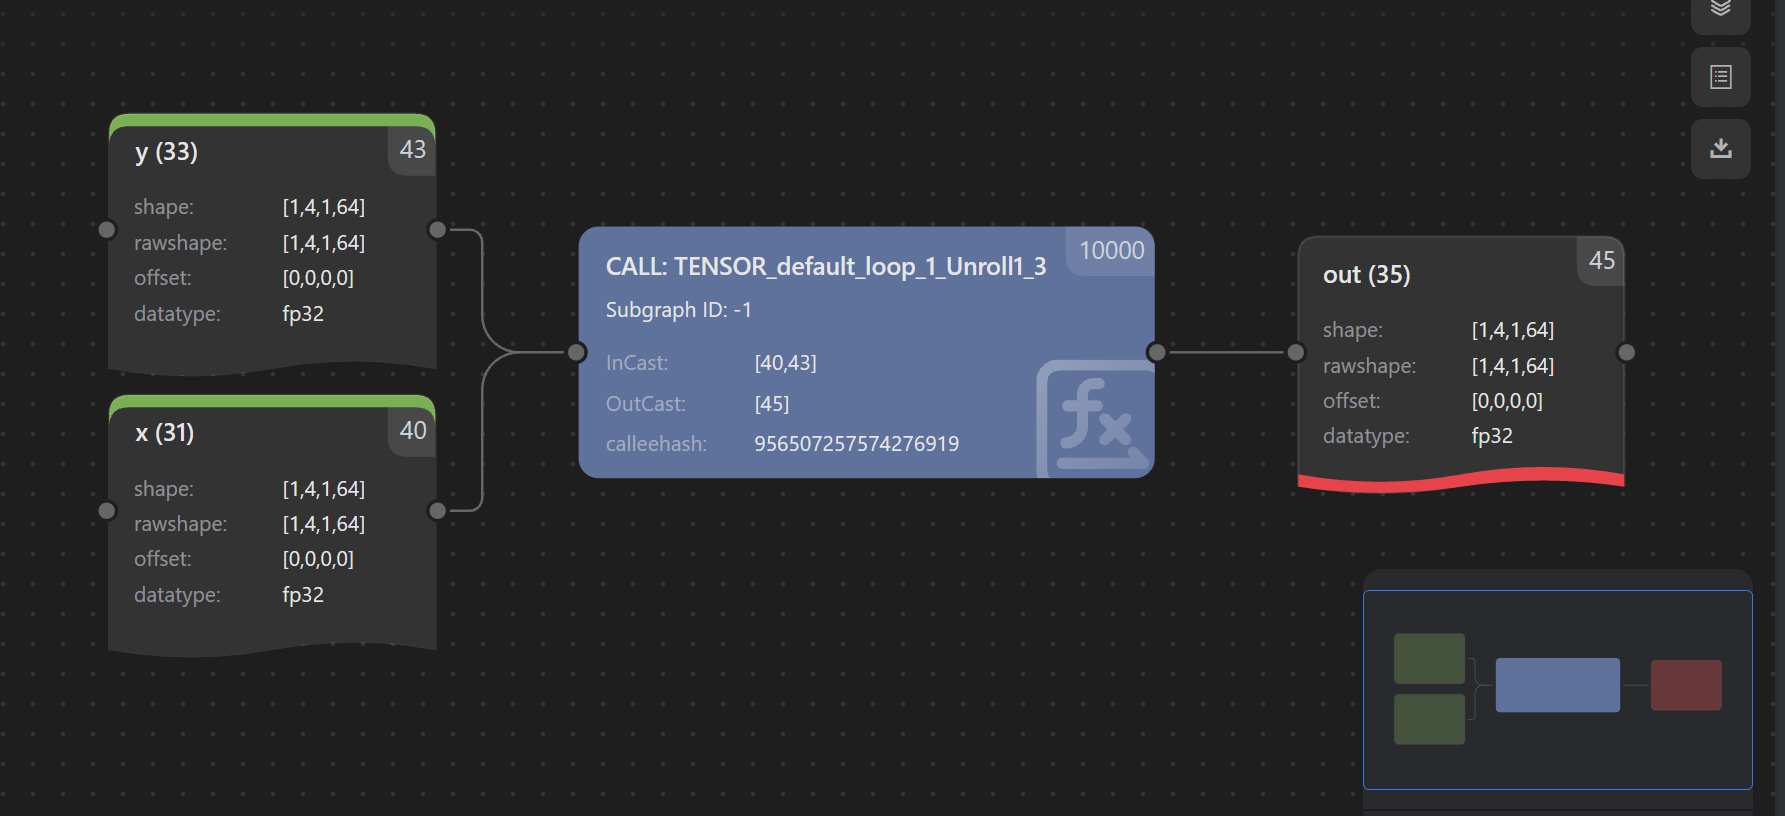 y (33)
43
shape: [1,4,1,64]
rawshape: [1,4,1,64]
offset: [0,0,0,0]
datatype: fp32
x (31)
40
shape: [1,4,1,64]
rawshape: [1,4,1,64]
offset: [0,0,0,0]
datatype: fp32
10000
CALL: TENSOR_default_loop_1_Unroll1_3
Subgraph ID: -1
InCast: [40,43]
OutCast: [45]
calleehash: 956507257574276919
fx
out (35)
45
shape: [1,4,1,64]
rawshape: [1,4,1,64]
offset: [0,0,0,0]
datatype: fp32